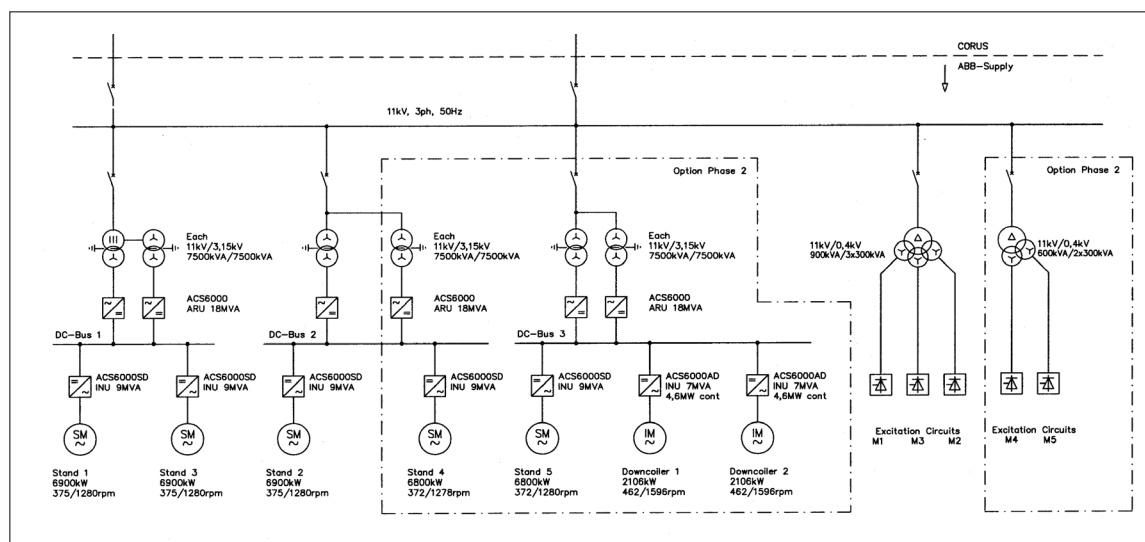 CORUS
ABB-Supply
11kV, 3ph, 50Hz
Option Phase 2
Option Phase 2
Each
11kV/3,15kV
7500kVA/7500kVA
Each
11kV/3,15kV
7500kVA/7500kVA
Each
11kV/3,15kV
7500kVA/7500kVA
11kV/0,4kV
900kVA/3x300kVA
11kV/0,4kV
600kVA/2x300kVA
ACS6000
ARU 18MVA
ACS6000
ARU 18MVA
ACS6000
ARU 18MVA
DC-Bus 1
DC-Bus 2
DC-Bus 3
ACS6000SD
INU 9MVA
ACS6000SD
INU 9MVA
ACS6000SD
INU 9MVA
ACS6000SD
INU 9MVA
ACS6000SD
INU 9MVA
ACS6000AD
INU 7MVA
4,6MW cont
ACS6000AD
INU 7MVA
4,6MW cont
SM
SM
SM
SM
SM
IM
IM
Excitation Circuits
M1 M3 M2
Excitation Circuits
M4 M5
Stand 1
6900kW
375/1280rpm
Stand 3
6900kW
375/1280rpm
Stand 2
6900kW
375/1280rpm
Stand 4
6800kW
372/1278rpm
Stand 5
6800kW
372/1280rpm
Downcoiler 1
2106kW
462/1596rpm
Downcoiler 2
2106kW
462/1596rpm